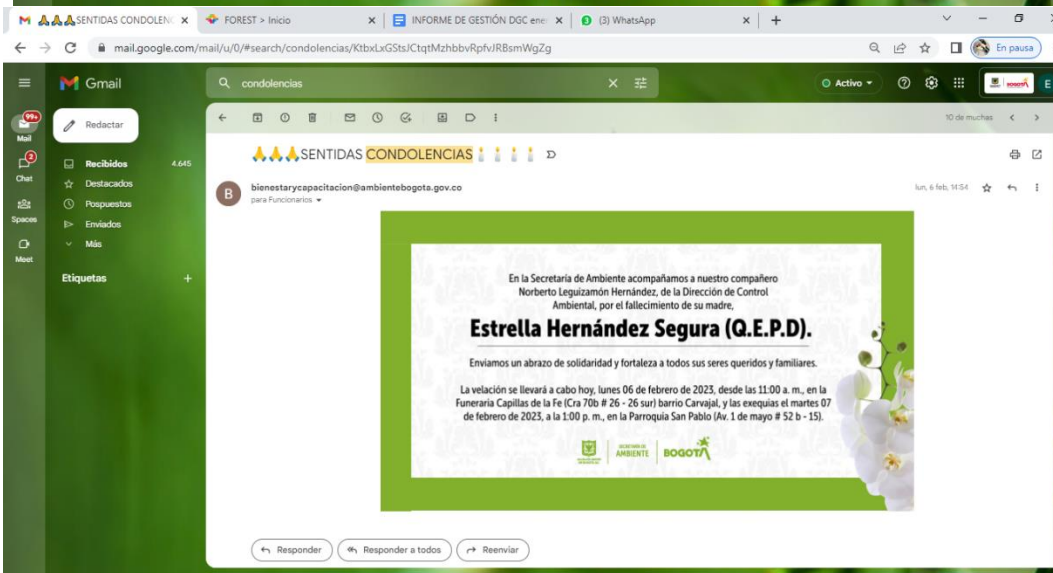 🙏🙏🙏SENTIDAS CONDOLENC
FOREST > Inicio
INFORME DE GESTIÓN DGC ene
(3) WhatsApp
mail.google.com/mail/u/0/#search/condolencias/KtbxLxGStsJCtqtMzhbbvRpfvJRBsmWgZg
En pausa
Gmail
condolencias
Activo
BOGOTÁ
E
99+
Mail
Redactar
10 de muchas
2
Chat
Spaces
Meet
Recibidos 4.645
Destacados
Pospuestos
Enviados
Más
Etiquetas +
🙏🙏🙏SENTIDAS CONDOLENCIAS🕯🕯🕯🕯
B
bienestarycapacitacion@ambientebogota.gov.co
lun, 6 feb, 14:54
para Funcionarios
En la Secretaría de Ambiente acompañamos a nuestro compañero
Norberto Leguizamón Hernández, de la Dirección de Control
Ambiental, por el fallecimiento de su madre,
Estrella Hernández Segura (Q.E.P.D).
Enviamos un abrazo de solidaridad y fortaleza a todos sus seres queridos y familiares.
La velación se llevará a cabo hoy, lunes 06 de febrero de 2023, desde las 11:00 a. m., en la
Funeraria Capillas de la Fe (Cra 70b # 26 - 26 sur) barrio Carvajal, y las exequias el martes 07
de febrero de 2023, a la 1:00 p. m., en la Parroquia San Pablo (Av. 1 de mayo # 52 b - 15).
SECRETARÍA DE
AMBIENTE
BOGOTÁ
Responder
Responder a todos
Reenviar